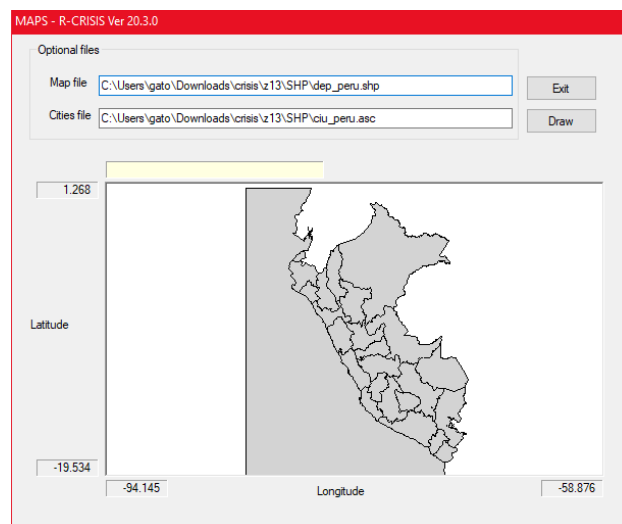 MAPS - R-CRISIS Ver 20.3.0
Optional files
Map file C:\Users\gato\Downloads\crisis\z13\SHP\dep_peru.shp Exit
Cities file C:\Users\gato\Downloads\crisis\z13\SHP\ciu_peru.asc Draw
1.268
Latitude
-19.534
-94.145 Longitude -58.876